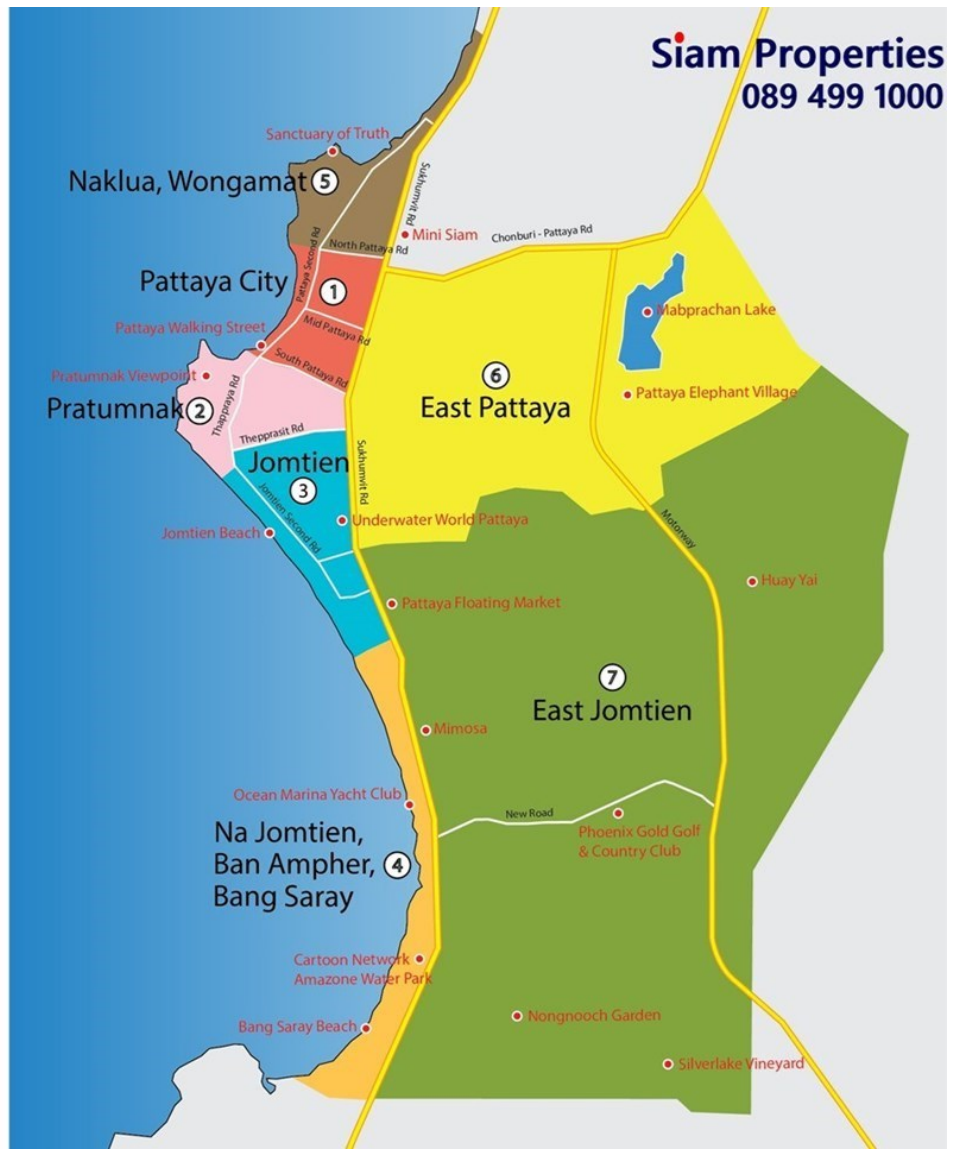 Siam Properties
089 499 1000
Sanctuary of Truth
Naklua, Wongamat 5
Sukhumvit Rd
Mini Siam
Chonburi - Pattaya Rd
North Pattaya Rd
Pattaya Second Rd
Pattaya City
1
Mabprachan Lake
Mid Pattaya Rd
Pattaya Walking Street
South Pattaya Rd
Pratumnak Viewpoint
Pratumnak 2
Thappraya Rd
6
East Pattaya
Pattaya Elephant Village
Thepprasit Rd
Jomtien
3
Sukhumvit Rd
Jomtien Second Rd
Underwater World Pattaya
Jomtien Beach
Motorway
Huay Yai
Pattaya Floating Market
7
East Jomtien
Mimosa
Ocean Marina Yacht Club
New Road
Phoenix Gold Golf
& Country Club
Na Jomtien,
Ban Ampher, 4
Bang Saray
Cartoon Network
Amazone Water Park
Nongnooch Garden
Bang Saray Beach
Silverlake Vineyard